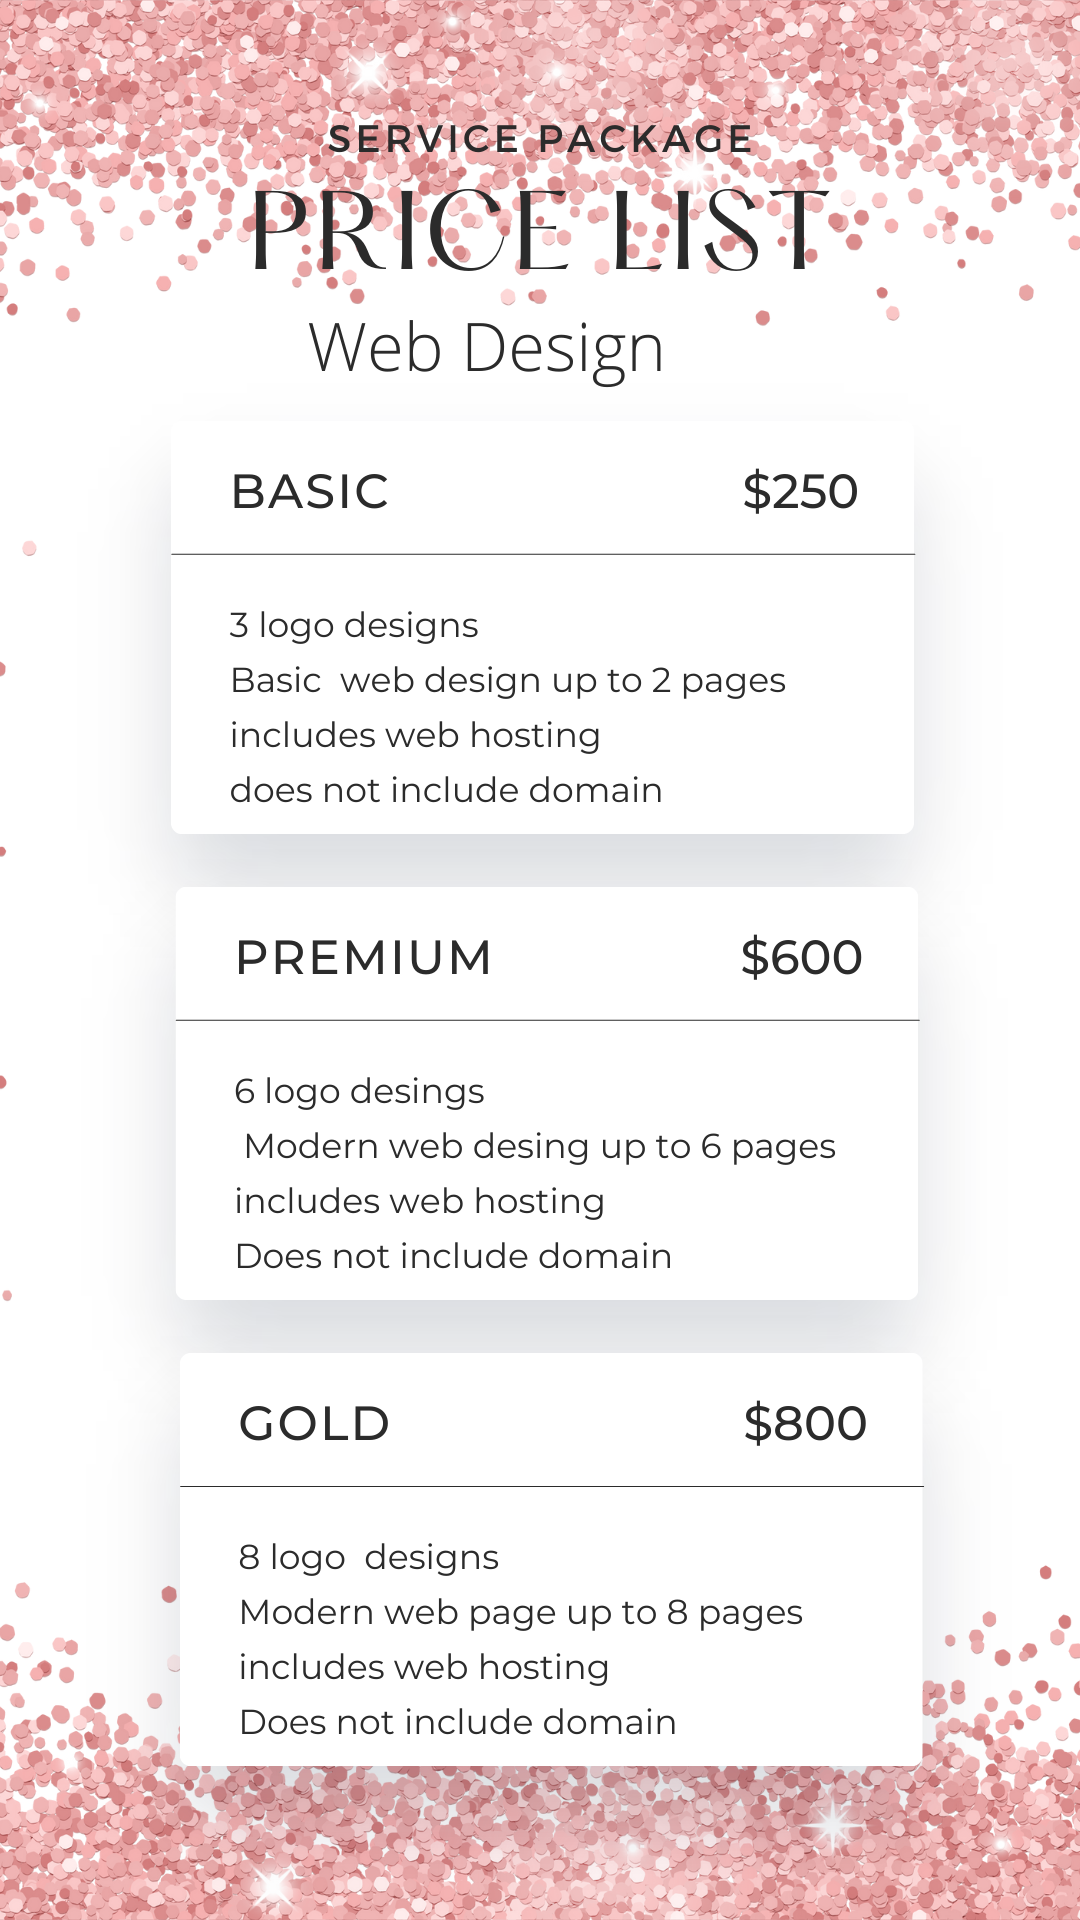 SERVICE PACKAGE
PRICE LIST
Web Design
BASIC $250
3 logo designs
Basic  web design up to 2 pages
includes web hosting
does not include domain
PREMIUM $600
6 logo desings
Modern web desing up to 6 pages
includes web hosting
Does not include domain
GOLD $800
8 logo  designs
Modern web page up to 8 pages
includes web hosting
Does not include domain